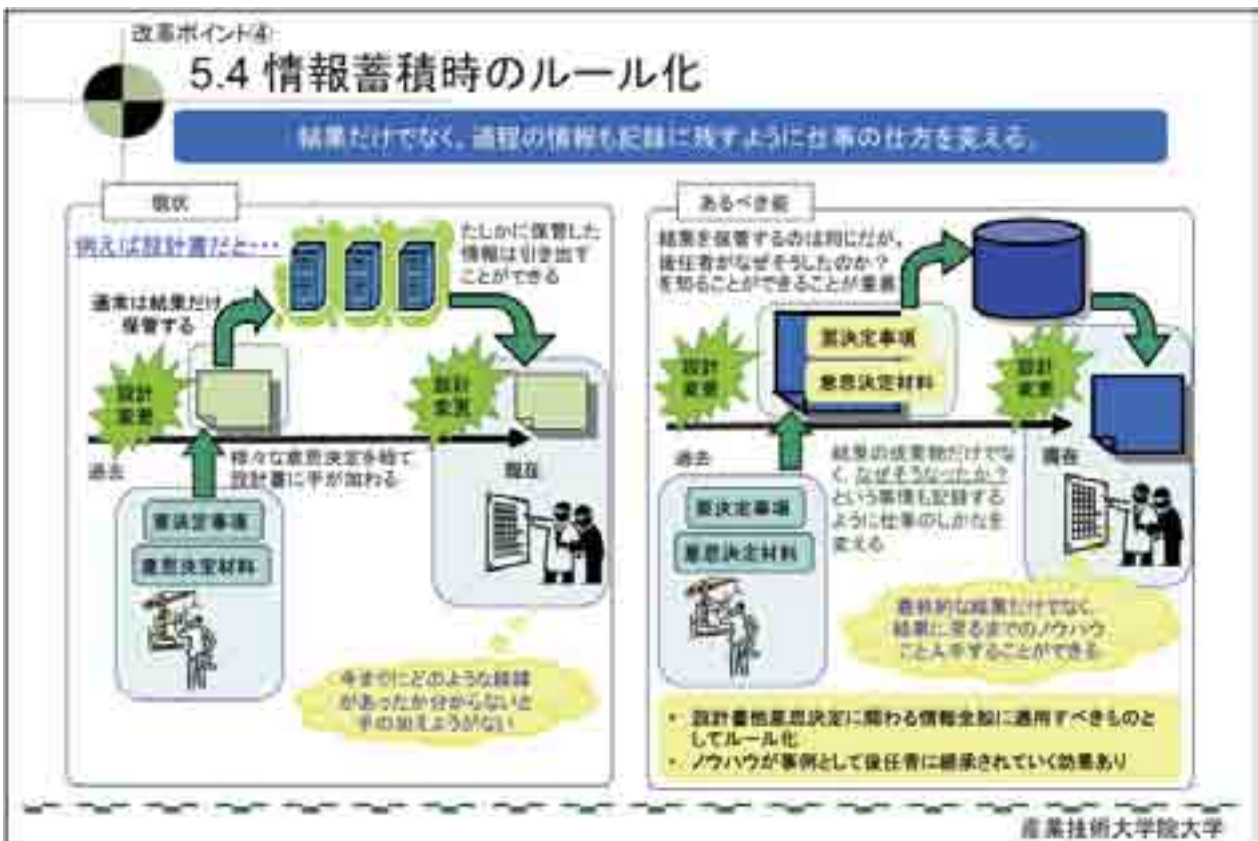 改革ポイント④
5.4 情報蓄積時のルール化
結果だけでなく、過程の情報も記録に残すように仕事の仕方を変える。
現状
例えば設計書だと・・・
たしかに保管した
情報は引き出す
ことができる
通常は結果だけ
保管する
設計
変更
設計
変更
過去
様々な意思決定を経て
設計書に手が加わる
現在
要決定事項
意思決定材料
今までにどのような経緯
があったか分からないと
手の加えようがない
あるべき姿
結果を保管するのは同じだが、
後任者がなぜそうしたのか？
を知ることができることが重要
要決定事項
意思決定材料
設計
変更
設計
変更
過去
結果の成果物だけでな
く、なぜそうなったか？
という事情も記録する
ように仕事のしかたを
変える
現在
要決定事項
意思決定材料
最終的な結果だけでなく、
結果に至るまでのノウハウ
ごと入手することができる
• 設計書他意思決定に関わる情報全般に適用すべきものと
してルール化
• ノウハウが事例として後任者に継承されていく効果あり
産業技術大学院大学